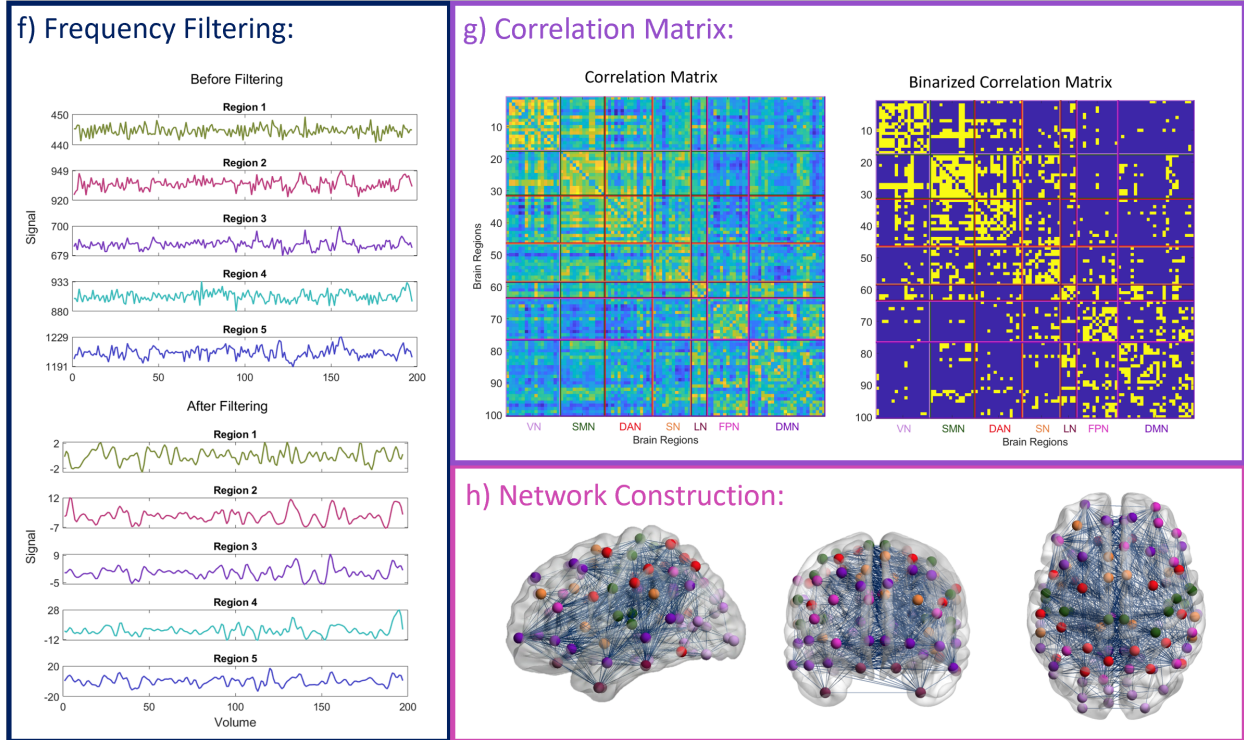 f) Frequency Filtering:
Before Filtering
Region 1
450
440
Region 2
949
920
Region 3
700
679
Region 4
933
880
Region 5
1229
1191
0 50 100 150 200
Signal
After Filtering
Region 1
2
-2
Region 2
12
-7
Region 3
9
-5
Region 4
28
-12
Region 5
20
-20
0 50 100 150 200
Signal
Volume
g) Correlation Matrix:
Correlation Matrix
10
20
30
40
50
60
70
80
90
100
Brain Regions
VN SMN DAN SN LN FPN DMN
Brain Regions
Binarized Correlation Matrix
10
20
30
40
50
60
70
80
90
100
VN SMN DAN SN LN FPN DMN
Brain Regions
h) Network Construction: